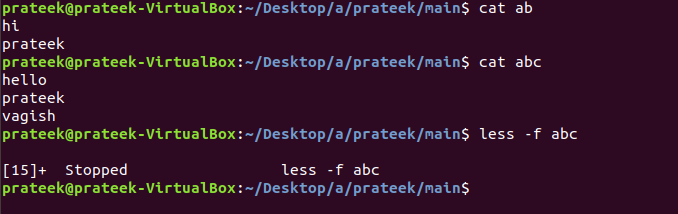 prateek@prateek-VirtualBox:~/Desktop/a/prateek/main$ cat ab
hi
prateek
prateek@prateek-VirtualBox:~/Desktop/a/prateek/main$ cat abc
hello
prateek
vagish
prateek@prateek-VirtualBox:~/Desktop/a/prateek/main$ less -f abc
[15]+  Stopped                 less -f abc
prateek@prateek-VirtualBox:~/Desktop/a/prateek/main$